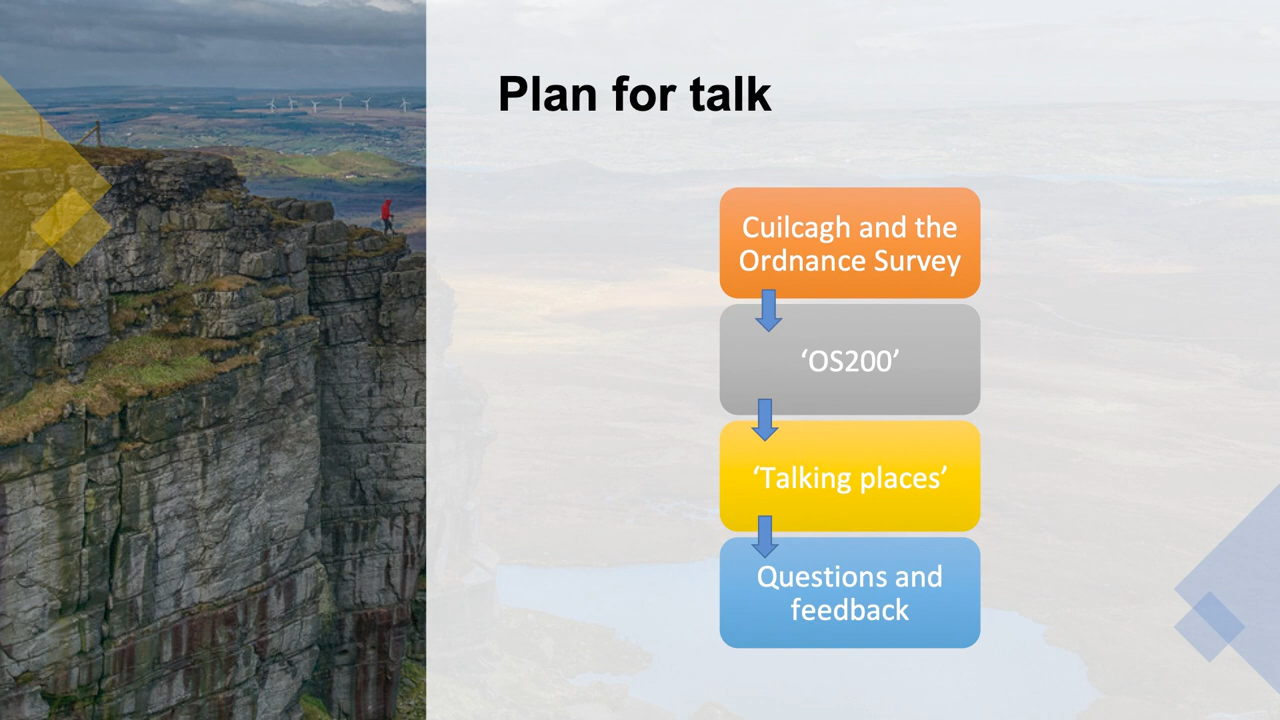 Plan for talk
Cuilcagh and the
Ordnance Survey
‘OS200’
‘Talking places’
Questions and
feedback